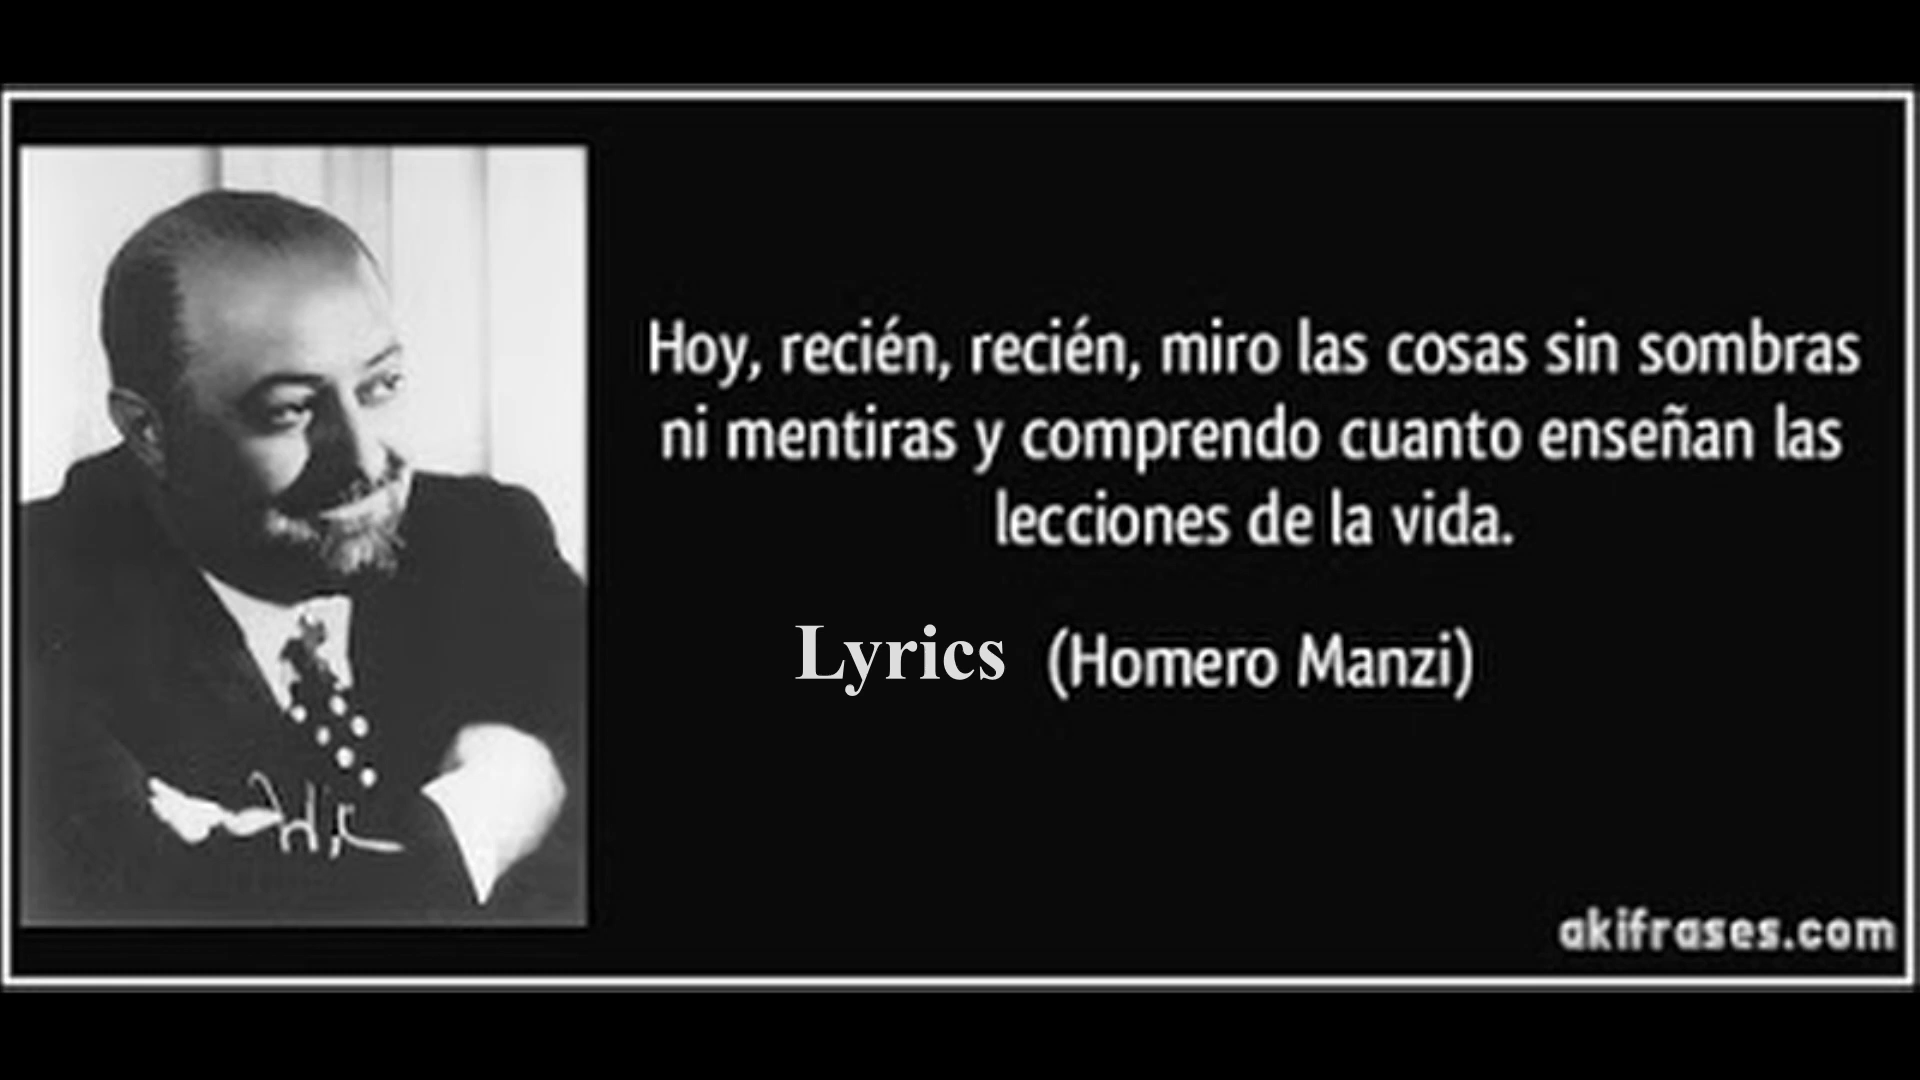 Hoy, recién, recién, miro las cosas sin sombras
ni mentiras y comprendo cuanto enseñan las
lecciones de la vida.
Lyrics (Homero Manzi)
akifrases.com